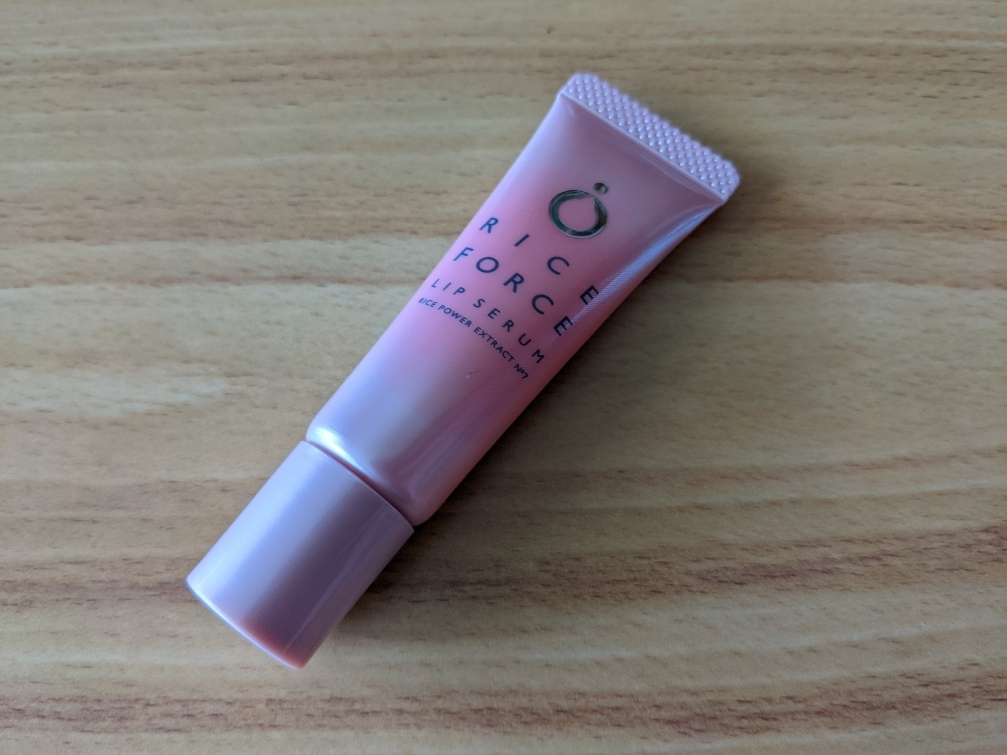 RICE
FORCE
LIP SERUM
RICE POWER EXTRACT Nº7